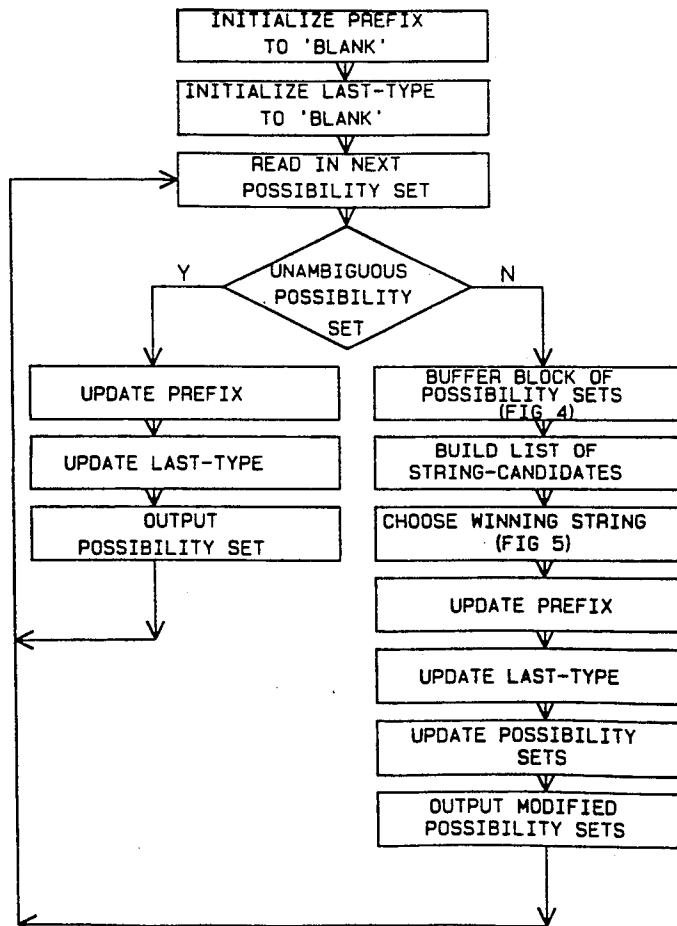 INITIALIZE PREFIX
TO 'BLANK'
INITIALIZE LAST-TYPE
TO 'BLANK'
READ IN NEXT
POSSIBILITY SET
UNAMBIGUOUS
POSSIBILITY
SET
Y
N
UPDATE PREFIX
UPDATE LAST-TYPE
OUTPUT
POSSIBILITY SET
BUFFER BLOCK OF
POSSIBILITY SETS
(FIG 4)
BUILD LIST OF
STRING-CANDIDATES
CHOOSE WINNING STRING
(FIG 5)
UPDATE PREFIX
UPDATE LAST-TYPE
UPDATE POSSIBILITY
SETS
OUTPUT MODIFIED
POSSIBILITY SETS